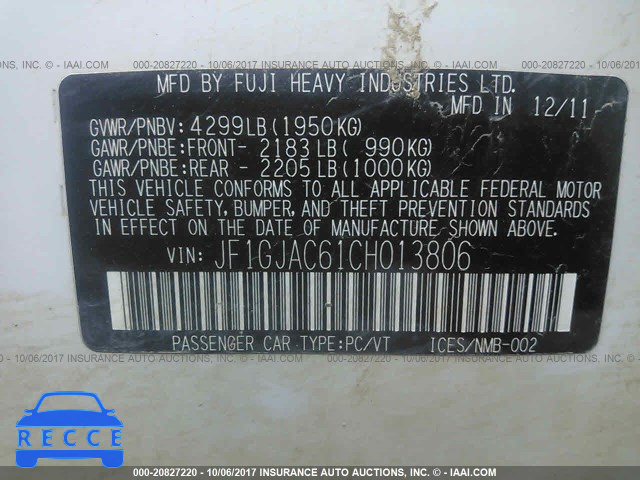 000-20827220 - 10/06/2017 INSURANCE AUTO AUCTIONS, INC. - IAAI.COM
MFD BY FUJI HEAVY INDUSTRIES LTD.
MFD IN 12/11
GVWR/PNBV: 4299LB(1950KG)
GAWR/PNBE:FRONT- 2183LB( 990KG)
GAWR/PNBE:REAR - 2205LB(1000KG)
THIS VEHICLE CONFORMS TO ALL APPLICABLE FEDERAL MOTOR
VEHICLE SAFETY, BUMPER, AND THEFT PREVENTION STANDARDS
IN EFFECT ON THE DATE OF MANUFACTURE SHOWN ABOVE.
VIN: JF1GJAC61CH013806
PASSENGER CAR TYPE:PC/VT ICES/NMB-002
RECCE
000-20827220 - 10/06/2017 INSURANCE AUTO AUCTIONS, INC. - IAAI.COM